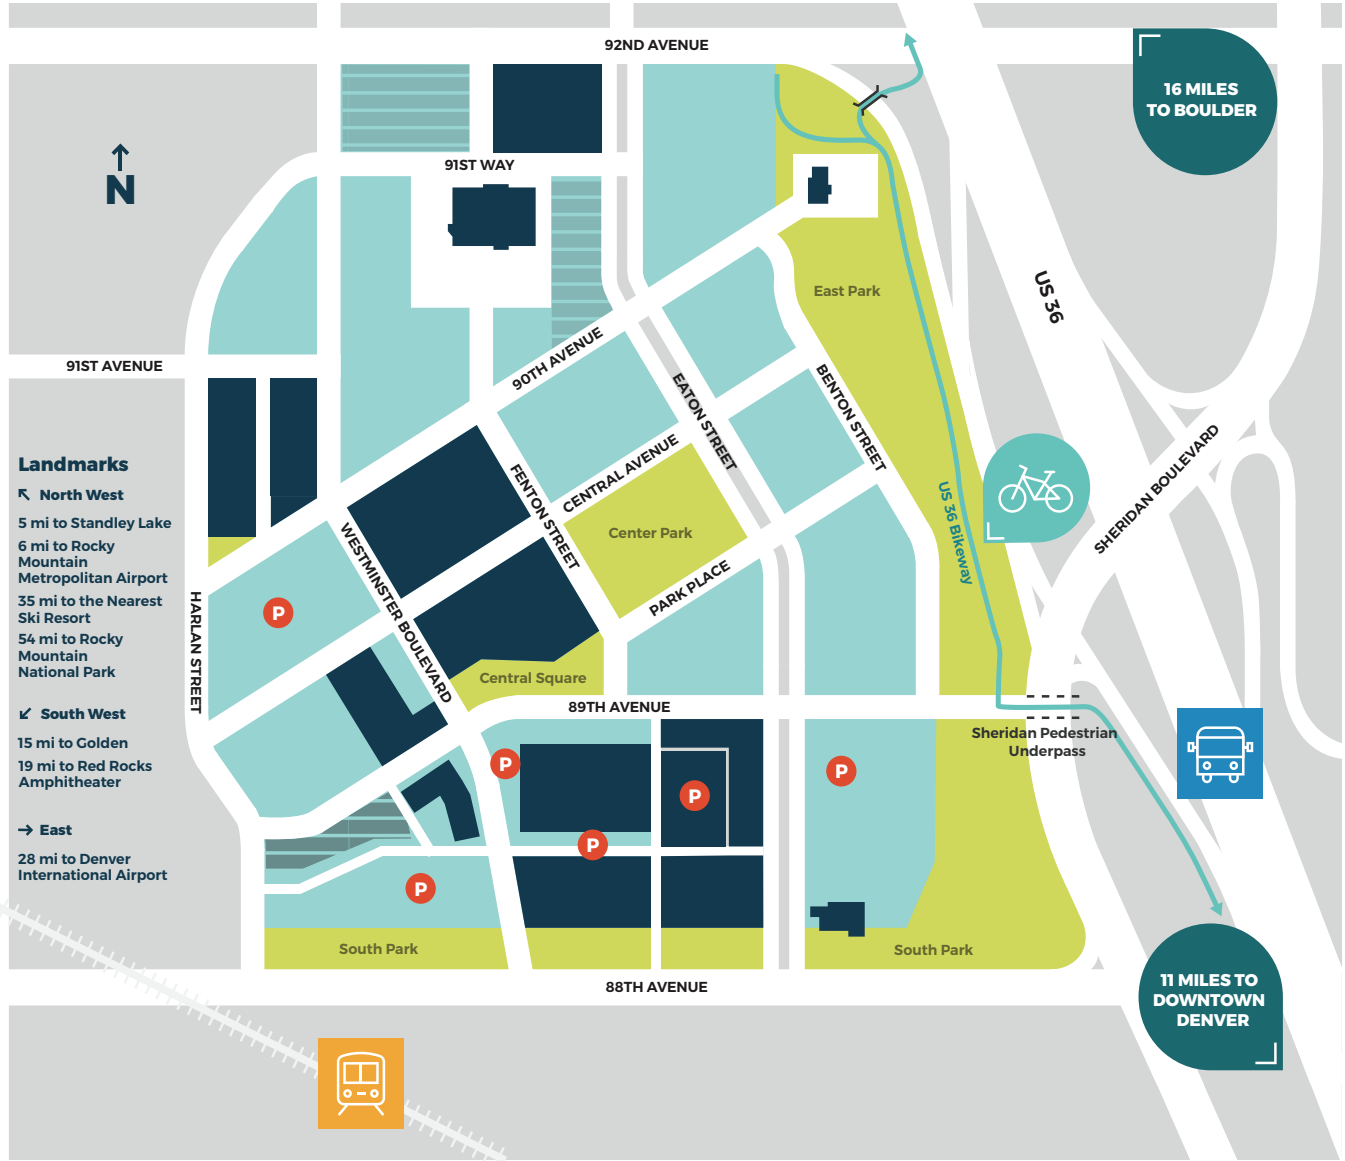 92ND AVENUE
16 MILES
TO BOULDER
N
91ST WAY
East Park
US 36
90TH AVENUE
91ST AVENUE
EATON STREET
BENTON STREET
SHERIDAN BOULEVARD
CENTRAL AVENUE
FENTON STREET
Center Park
US 36 Bikeway
WESTMINSTER BOULEVARD
PARK PLACE
HARLAN STREET
P
Central Square
89TH AVENUE
Sheridan Pedestrian
Underpass
P
P
P
P
P
South Park
South Park
88TH AVENUE
11 MILES TO
DOWNTOWN
DENVER
Landmarks
North West
5 mi to Standley Lake
6 mi to Rocky
Mountain
Metropolitan Airport
35 mi to the Nearest
Ski Resort
54 mi to Rocky
Mountain
National Park
South West
15 mi to Golden
19 mi to Red Rocks
Amphitheater
East
28 mi to Denver
International Airport